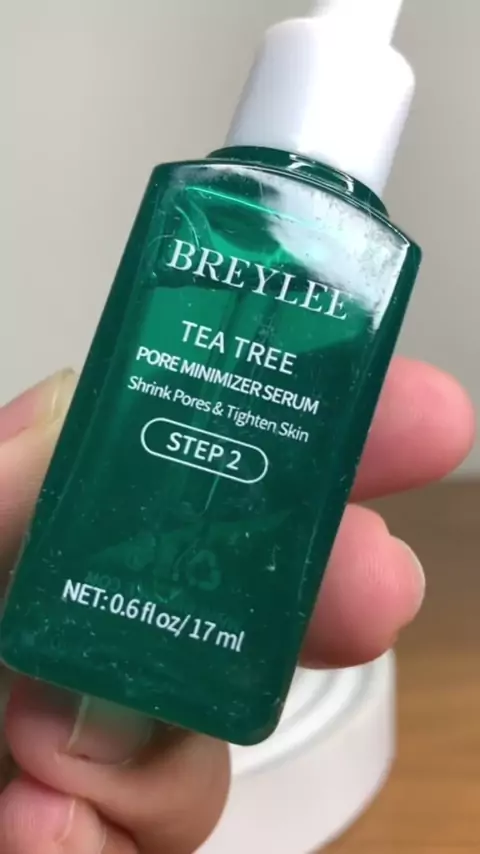 BREYLEE
TEA TREE
PORE MINIMIZER SERUM
Shrink Pores & Tighten Skin
STEP 2
NET: 0.6 fl oz/ 17 ml